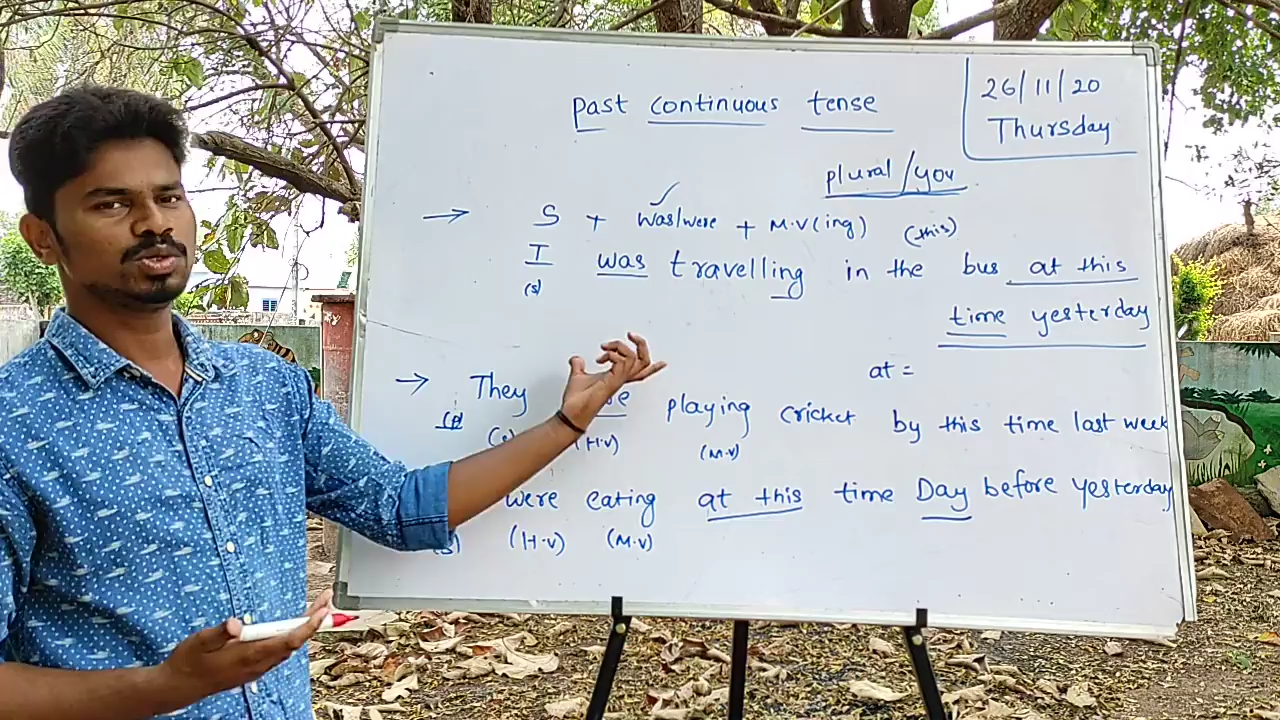 26/11/20
Thursday
past continuous tense
plural/you
→ S + was/were + M.V(ing) (this)
I was travelling in the bus at this
(s)
time yesterday
at =
→ They playing cricket by this time last week
(p) (H.V) (M.V)
were eating at this time Day before yesterday
(S) (H.V) (M.V)